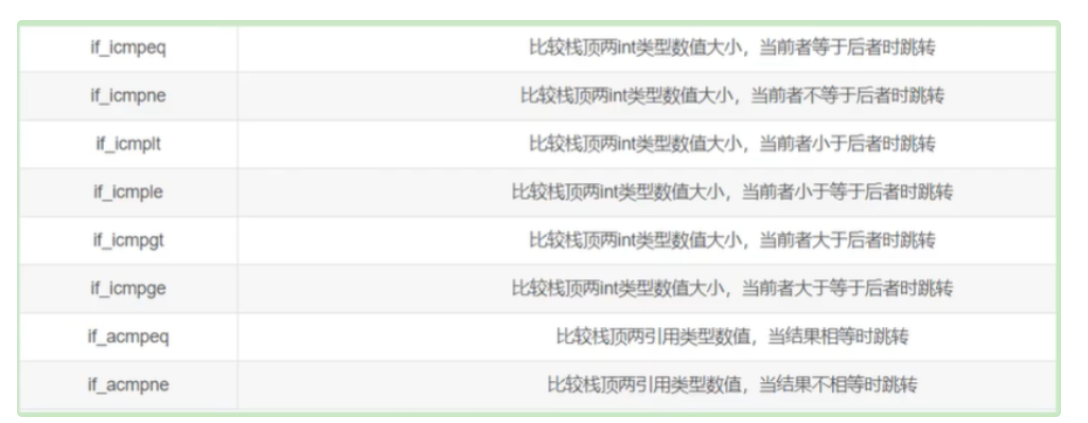 if_icmpeq 比较栈顶两int类型数值大小，当前者等于后者时跳转
if_icmpne 比较栈顶两int类型数值大小，当前者不等于后者时跳转
if_icmplt 比较栈顶两int类型数值大小，当前者小于后者时跳转
if_icmple 比较栈顶两int类型数值大小，当前者小于等于后者时跳转
if_icmpgt 比较栈顶两int类型数值大小，当前者大于后者时跳转
if_icmpge 比较栈顶两int类型数值大小，当前者大于等于后者时跳转
if_acmpeq 比较栈顶两引用类型数值，当结果相等时跳转
if_acmpne 比较栈顶两引用类型数值，当结果不相等时跳转